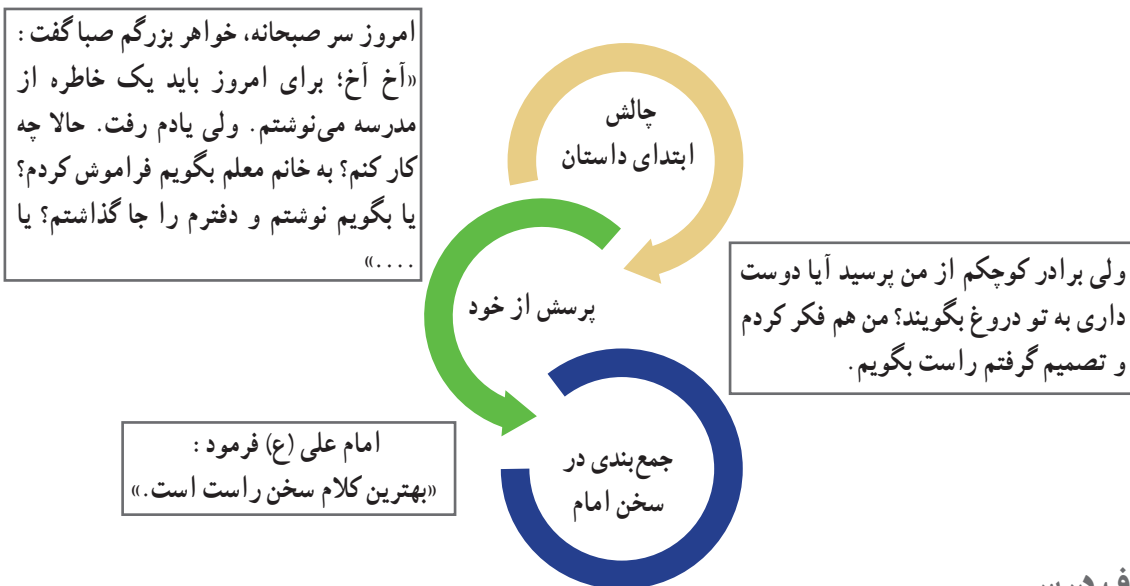 امروز سر صبحانه، خواهر بزرگم صبا گفت :
«آخ آخ؛ برای امروز باید یک خاطره از
مدرسه می‌نوشتم. ولی یادم رفت. حالا چه
کار کنم؟ به خانم معلم بگویم فراموش کردم؟
یا بگویم نوشتم و دفترم را جا گذاشتم؟ یا
....»
چالش
ابتدای داستان
ولی برادر کوچکم از من پرسید آیا دوست
داری به تو دروغ بگویند؟ من هم فکر کردم
و تصمیم گرفتم راست بگویم.
پرسش از خود
امام علی (ع) فرمود :
«بهترین کلام سخن راست است.»
جمع‌بندی در
سخن امام